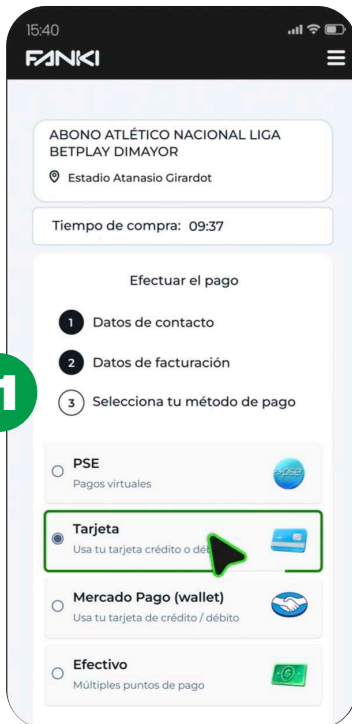 15:40
FANKI
ABONO ATLÉTICO NACIONAL LIGA
BETPLAY DIMAYOR
Estadio Atanasio Girardot
Tiempo de compra: 09:37
Efectuar el pago
1 Datos de contacto
2 Datos de facturación
1
3 Selecciona tu método de pago
PSE
pse
Pagos virtuales
Tarjeta
Usa tu tarjeta crédito o
Mercado Pago (wallet)
Usa tu tarjeta de crédito / débito
Efectivo
Múltiples puntos de pago